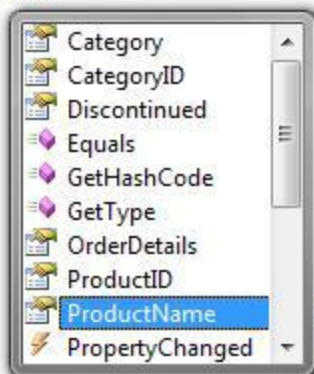 Category
CategoryID
Discontinued
Equals
GetHashCode
GetType
OrderDetails
ProductID
ProductName
PropertyChanged